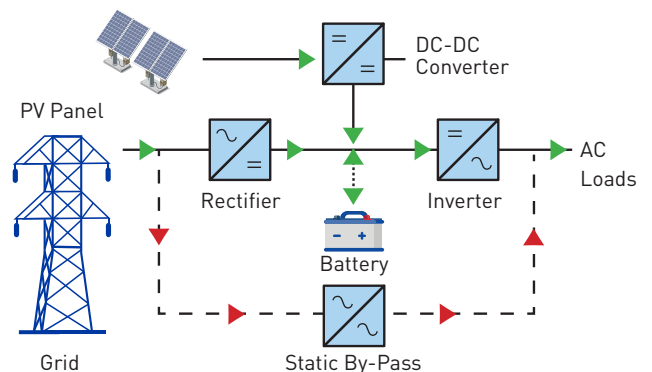 DC-DC
Converter
PV Panel
AC
Loads
Rectifier
Inverter
Battery
Grid
Static By-Pass